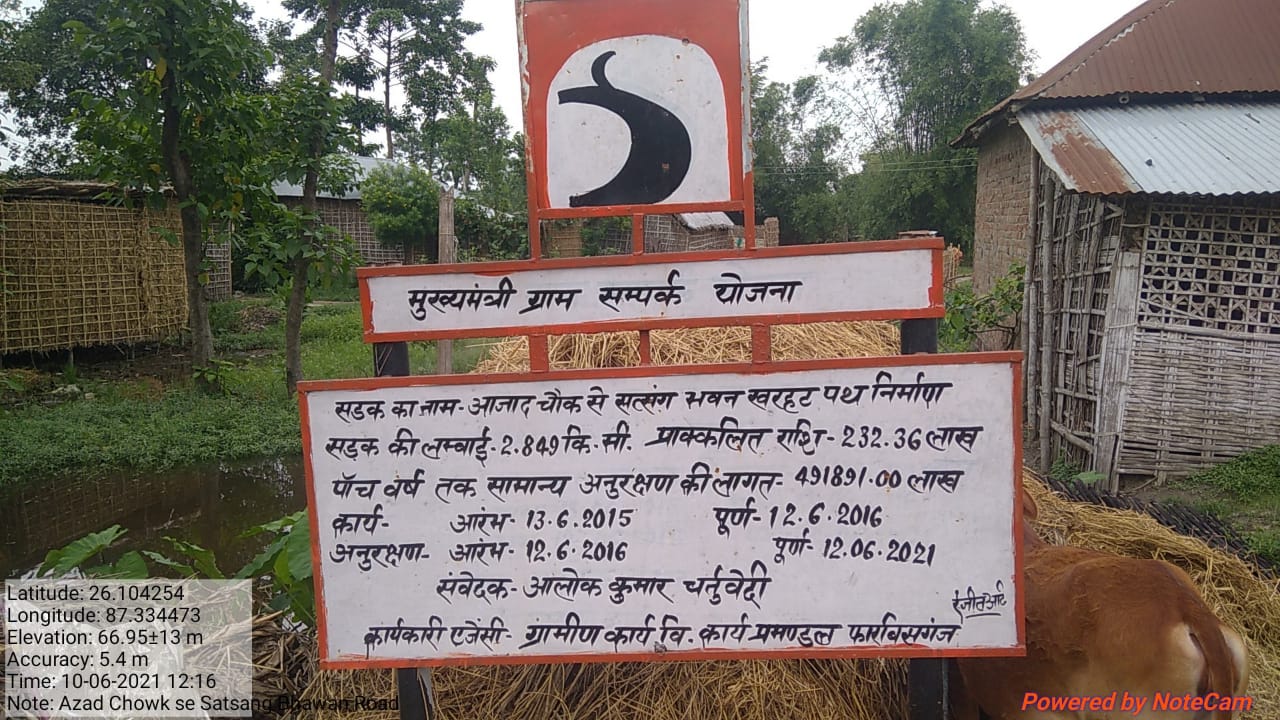 मुख्यमंत्री ग्राम सम्पर्क योजना
सड़क का नाम- आजाद चौक से सत्संग भवन खरहट पथ निर्माण
सड़क की लम्बाई- 2.849 कि.मी. प्राक्कलित राशि- 232.36 लाख
पॉच वर्ष तक सामान्य अनुरक्षण की लागत- 491891.00 लाख
कार्य- आरंभ- 13.6.2015 पूर्ण- 12.6.2016
अनुरक्षण- आरंभ- 12.6.2016 पूर्ण- 12.06.2021
संवेदक- आलोक कुमार चर्तुवेदी
रंजीत आर्ट
कार्यकारी एजेंसी- ग्रामीण कार्य वि. कार्य प्रमण्डल फारबिसगंज
Latitude: 26.104254
Longitude: 87.334473
Elevation: 66.95±13 m
Accuracy: 5.4 m
Time: 10-06-2021 12:16
Note: Azad Chowk se Satsang Bhawan Road
Powered by NoteCam